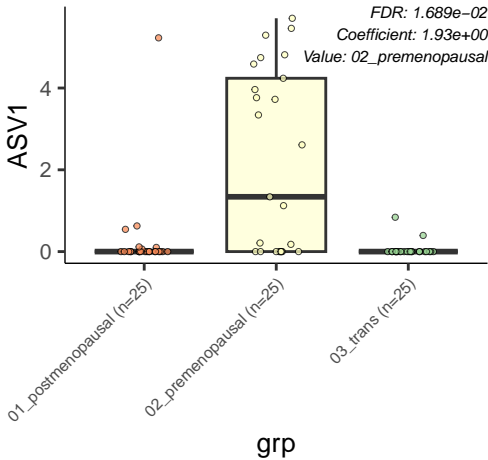 FDR: 1.689e−02
Coefficient: 1.93e+00
Value: 02_premenopausal
ASV1
4
2
0
01_postmenopausal (n=25)
02_premenopausal (n=25)
03_trans (n=25)
grp